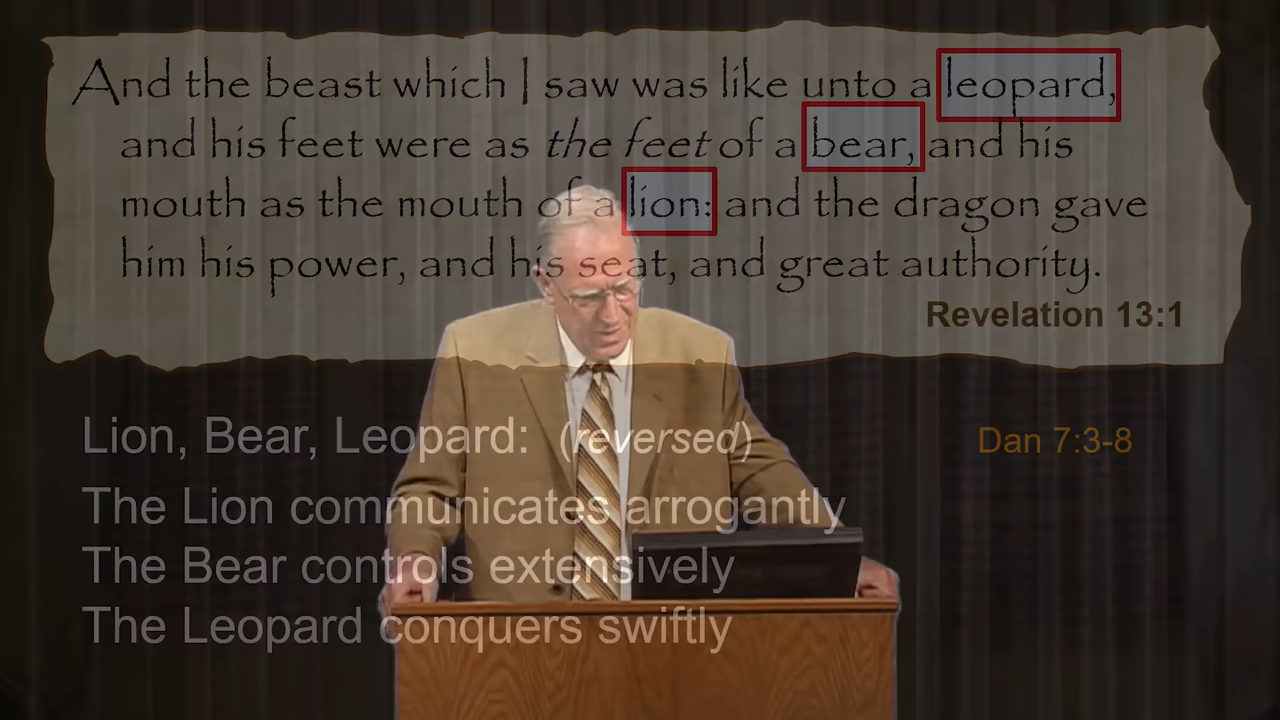 And the beast which I saw was like unto a leopard,
and his feet were as the feet of a bear, and his
mouth as the mouth of a lion: and the dragon gave
him his power, and his seat, and great authority.
Revelation 13:1
Lion, Bear, Leopard: (reversed) Dan 7:3-8
The Lion communicates arrogantly
The Bear controls extensively
The Leopard conquers swiftly